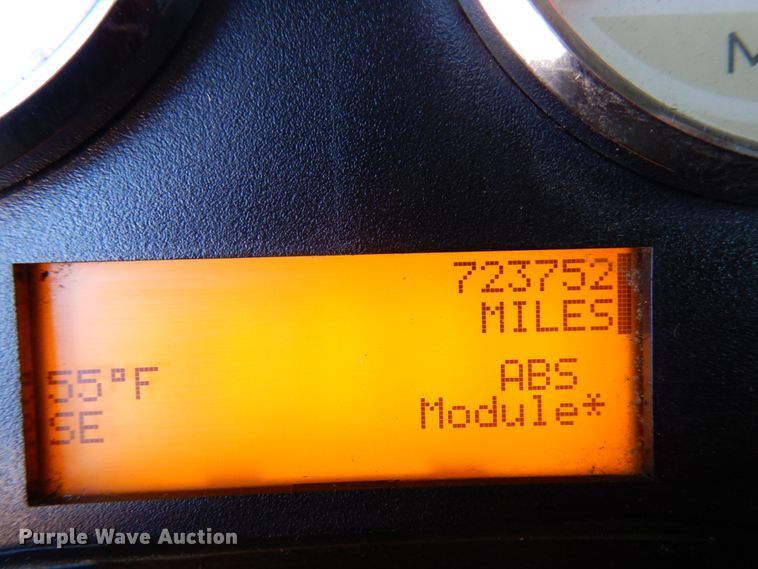 M
723752
MILES
55°F
ABS
SE
Module*
Purple Wave Auction